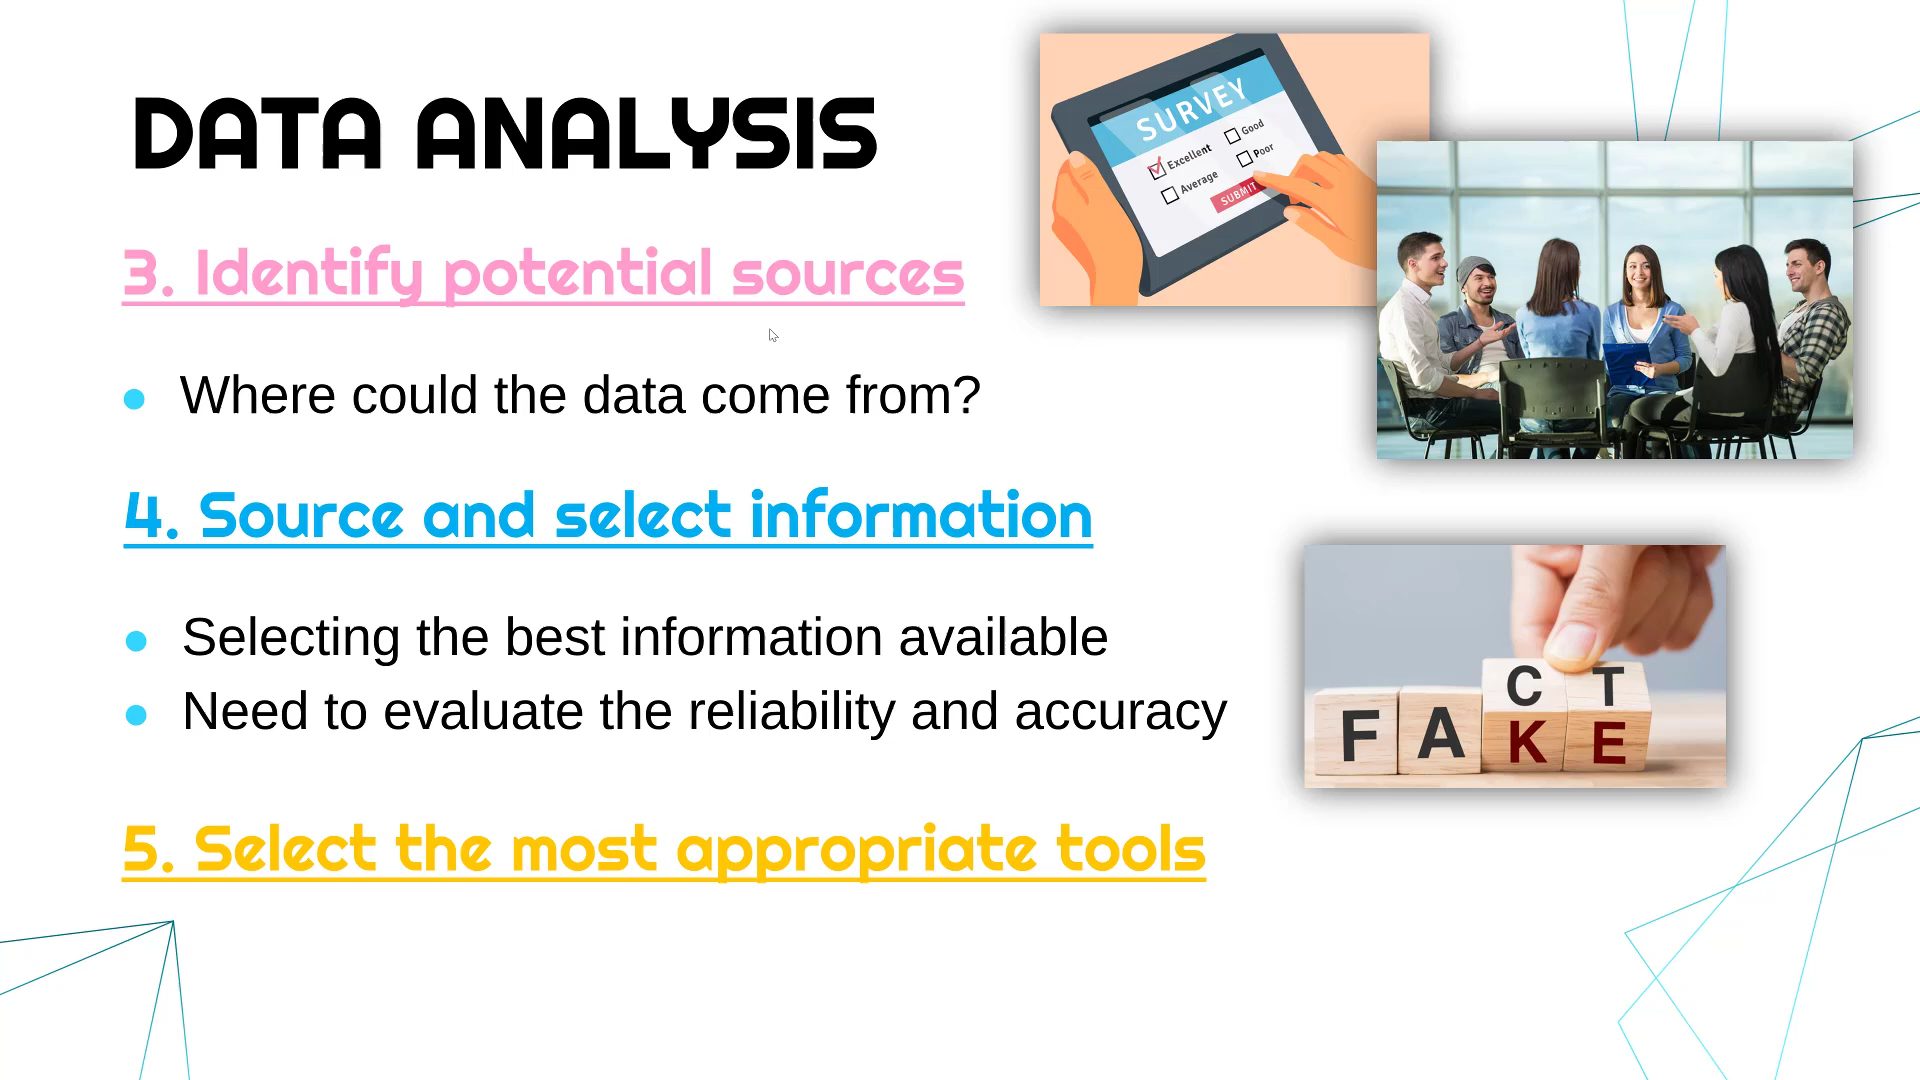 DATA ANALYSIS
3. Identify potential sources
Where could the data come from?
4. Source and select information
Selecting the best information available
Need to evaluate the reliability and accuracy
5. Select the most appropriate tools
SURVEY
Excellent
Good
Average
Poor
SUBMIT
C T
F A K E